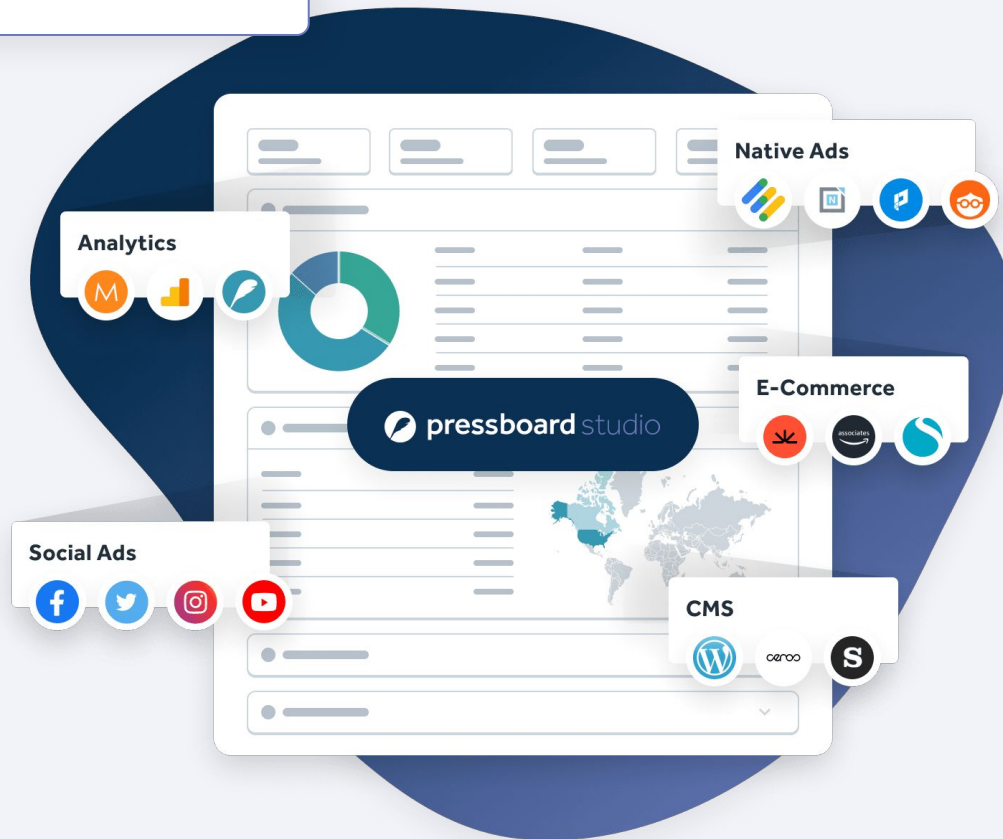 Native Ads
N
Analytics
M
E-Commerce
associates
pressboard studio
Social Ads
f
CMS
W
ceros
S